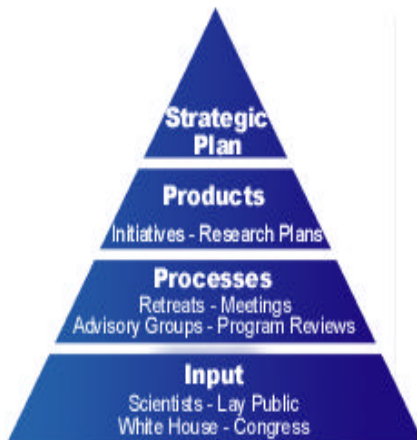 Strategic
Plan
Products
Initiatives - Research Plans
Processes
Retreats - Meetings
Advisory Groups - Program Reviews
Input
Scientists - Lay Public
White House - Congress